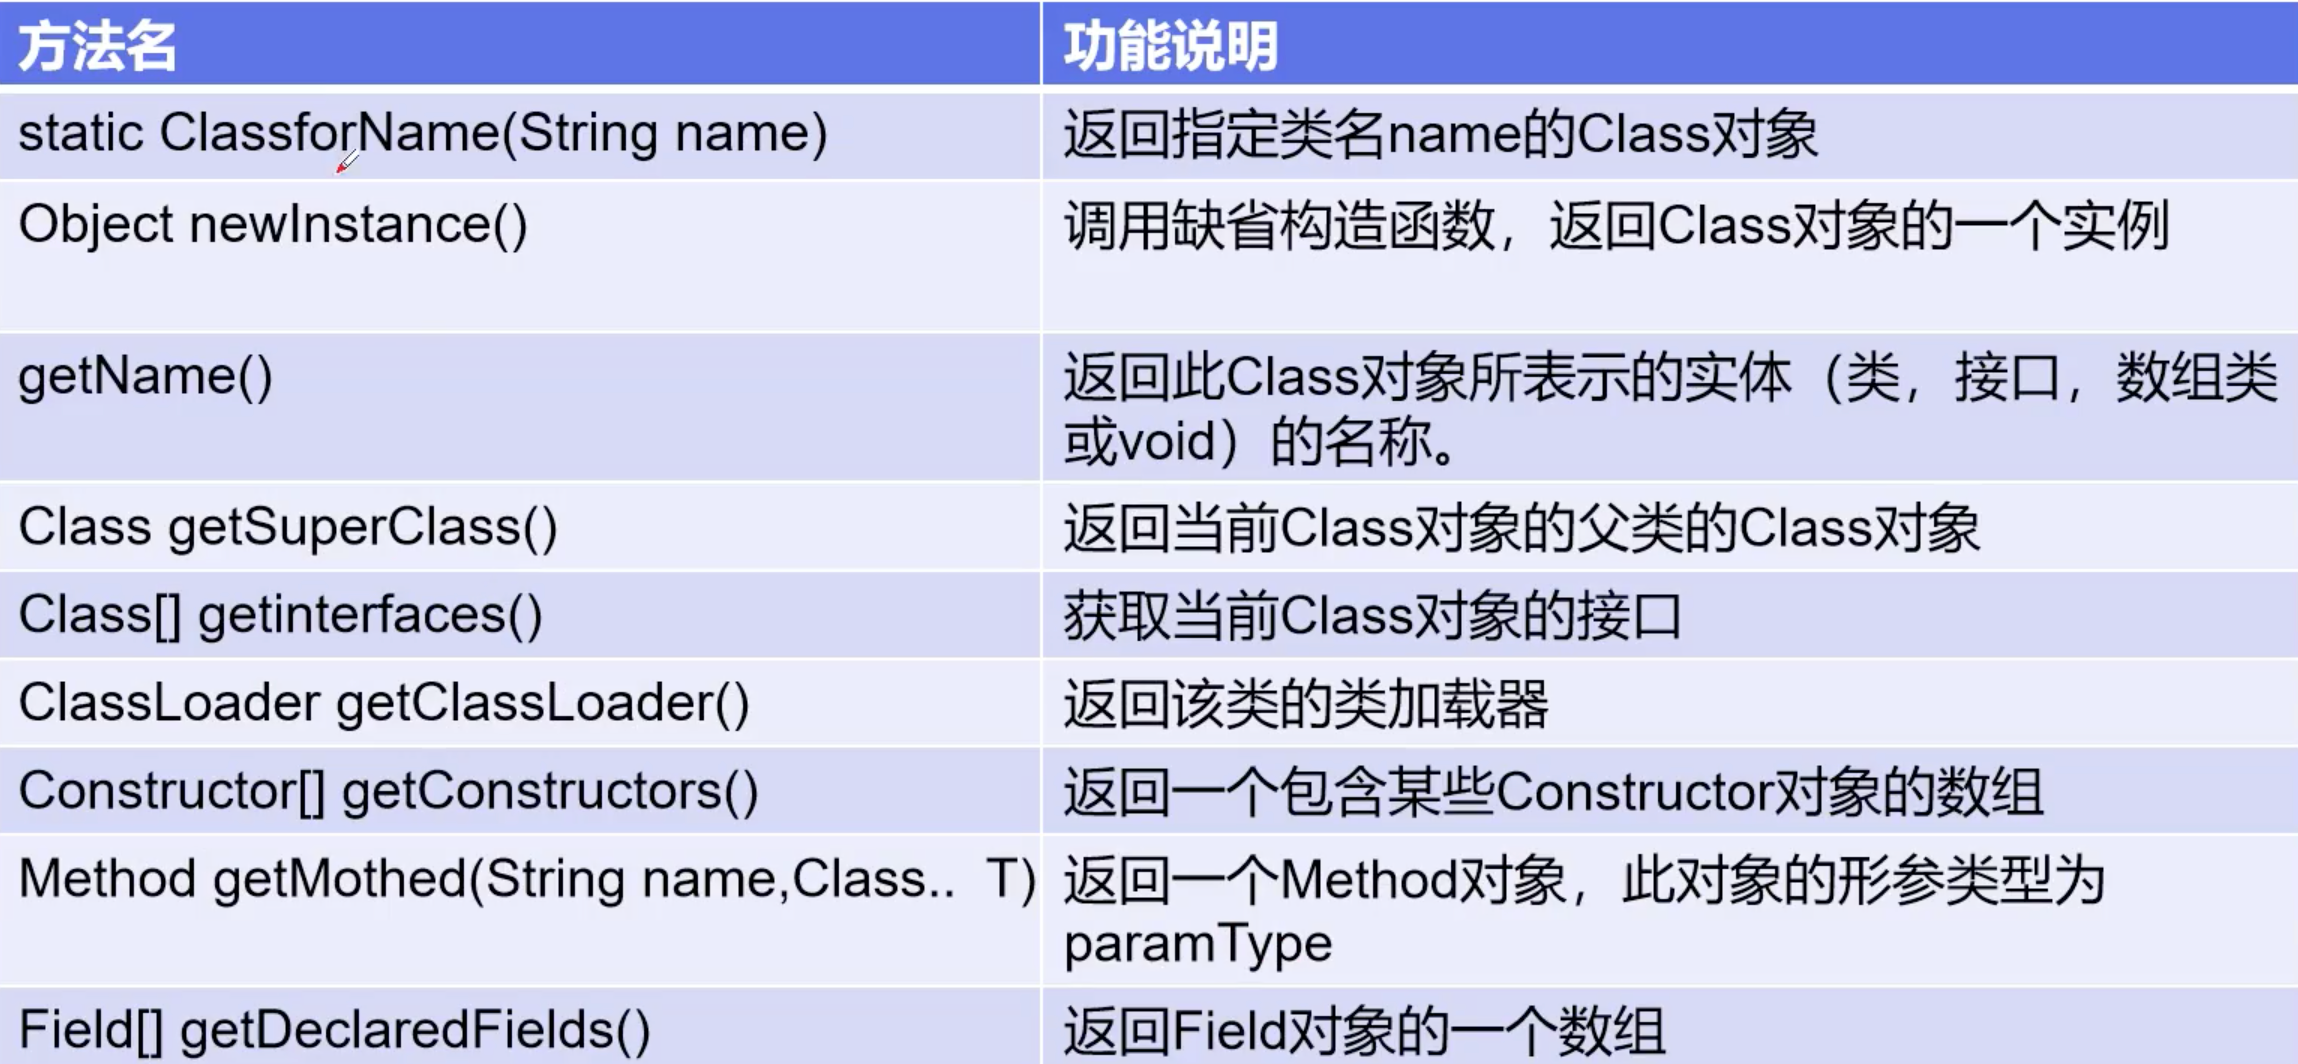 方法名
功能说明
static ClassforName(String name)
返回指定类名name的Class对象
Object newInstance()
调用缺省构造函数，返回Class对象的一个实例
getName()
返回此Class对象所表示的实体（类，接口，数组类
或void）的名称。
Class getSuperClass()
返回当前Class对象的父类的Class对象
Class[] getinterfaces()
获取当前Class对象的接口
ClassLoader getClassLoader()
返回该类的类加载器
Constructor[] getConstructors()
返回一个包含某些Constructor对象的数组
Method getMothed(String name,Class.. T)
返回一个Method对象，此对象的形参类型为
paramType
Field[] getDeclaredFields()
返回Field对象的一个数组